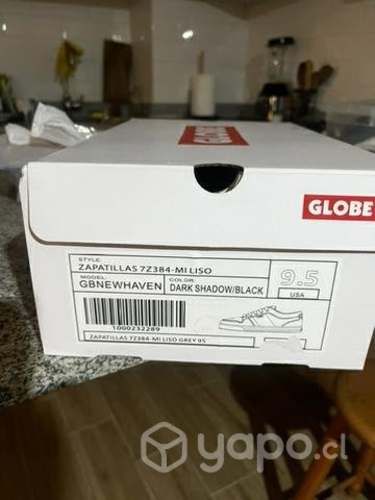 GLOBE
GLOBE
STYLE:
ZAPATILLAS 7Z384-MI LISO
MODEL:
GBNEWHAVEN
COLOR:
DARK SHADOW/BLACK
9.5
USA
1000232289
ZAPATILLAS 7Z384-MI LISO GREY 95
yapo.cl